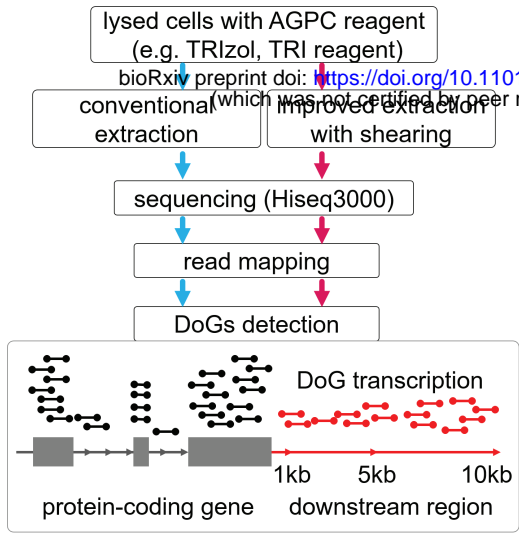 lysed cells with AGPC reagent
(e.g. TRIzol, TRI reagent)
bioRxiv preprint doi: https://doi.org/10.1101
(which was not certified by peer r
conventional
extraction
improved extraction
with shearing
sequencing (Hiseq3000)
read mapping
DoGs detection
DoG transcription
1kb 5kb 10kb
protein-coding gene downstream region